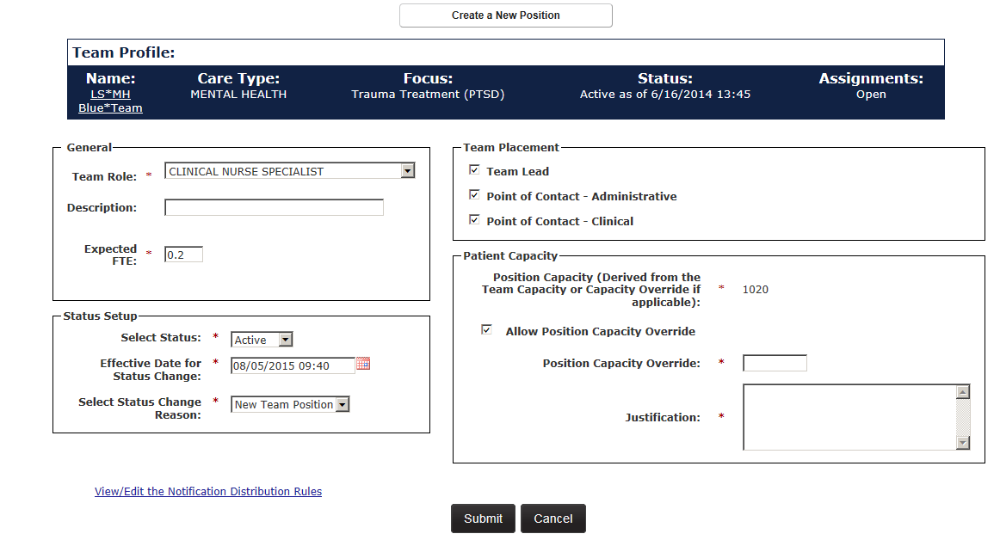 Create a New Position
Team Profile:
Name: Care Type: Focus: Status: Assignments:
LS*MH MENTAL HEALTH Trauma Treatment (PTSD) Active as of 6/16/2014 13:45 Open
Blue*Team
General
Team Role: * CLINICAL NURSE SPECIALIST
Description:
Expected
FTE: * 0.2
Status Setup
Select Status: * Active
Effective Date for
Status Change: * 08/05/2015 09:40
Select Status Change
Reason: * New Team Position
Team Placement
Team Lead
Point of Contact - Administrative
Point of Contact - Clinical
Patient Capacity
Position Capacity (Derived from the
Team Capacity or Capacity Override if * 1020
applicable):
Allow Position Capacity Override
Position Capacity Override: *
Justification: *
View/Edit the Notification Distribution Rules
Submit Cancel